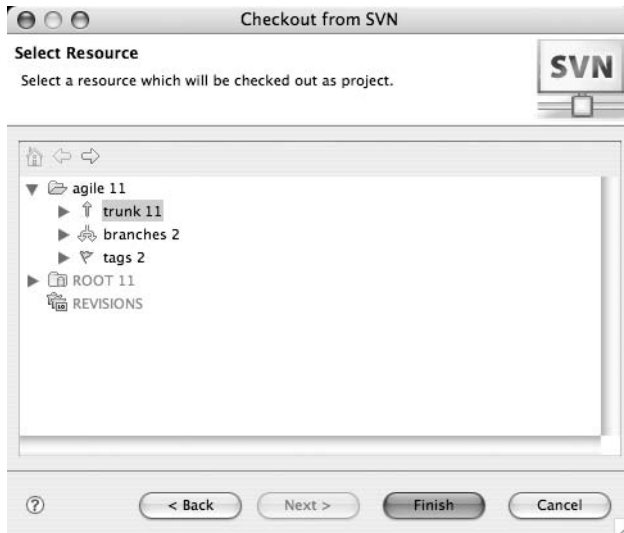 Checkout from SVN
Select Resource
Select a resource which will be checked out as project.
SVN
agile 11
trunk 11
branches 2
tags 2
ROOT 11
REVISIONS
?
< Back
Next >
Finish
Cancel